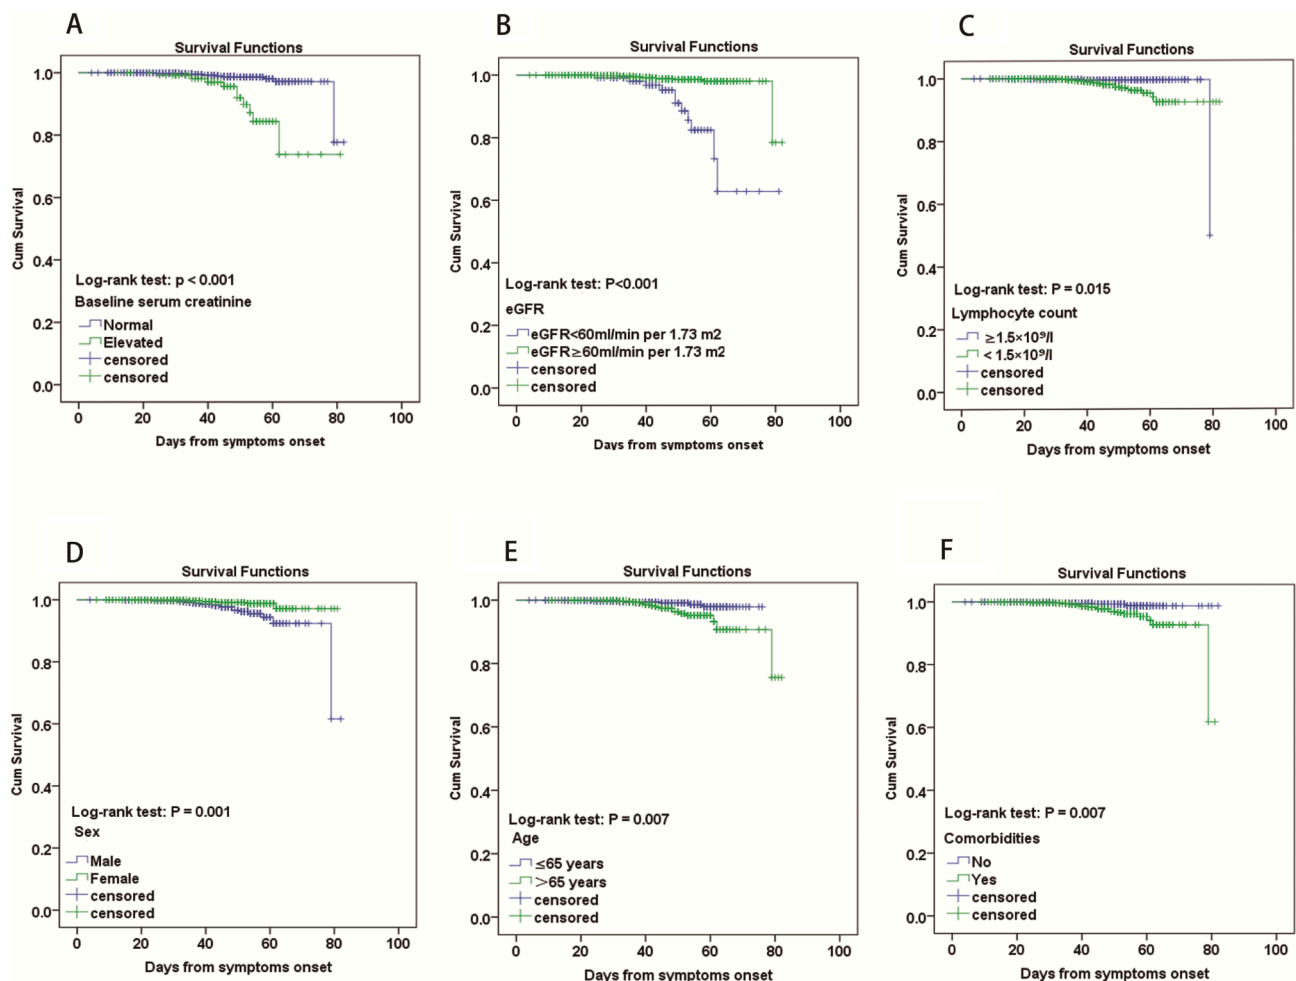 A
Survival Functions
Cum Survival
1.0
0.8
0.6
0.4
0.2
0.0
Log-rank test: p < 0.001
Baseline serum creatinine
Normal
Elevated
censored
censored
0 20 40 60 80 100
Days from symptoms onset
B
Survival Functions
Cum Survival
1.0
0.8
0.6
0.4
0.2
0.0
Log-rank test: P<0.001
eGFR
eGFR<60ml/min per 1.73 m2
eGFR≥60ml/min per 1.73 m2
censored
censored
0 20 40 60 80 100
Days from symptoms onset
C
Survival Functions
Cum Survival
1.0
0.8
0.6
0.4
0.2
0.0
Log-rank test: P = 0.015
Lymphocyte count
≥1.5×10⁹/l
<1.5×10⁹/l
censored
censored
0 20 40 60 80 100
Days from symptoms onset
D
Survival Functions
Cum Survival
1.0
0.8
0.6
0.4
0.2
0.0
Log-rank test: P = 0.001
Sex
Male
Female
censored
censored
0 20 40 60 80 100
Days from symptoms onset
E
Survival Functions
Cum Survival
1.0
0.8
0.6
0.4
0.2
0.0
Log-rank test: P = 0.007
Age
≤65 years
>65 years
censored
censored
0 20 40 60 80 100
Days from symptoms onset
F
Survival Functions
Cum Survival
1.0
0.8
0.6
0.4
0.2
0.0
Log-rank test: P = 0.007
Comorbidities
No
Yes
censored
censored
0 20 40 60 80 100
Days from symptoms onset